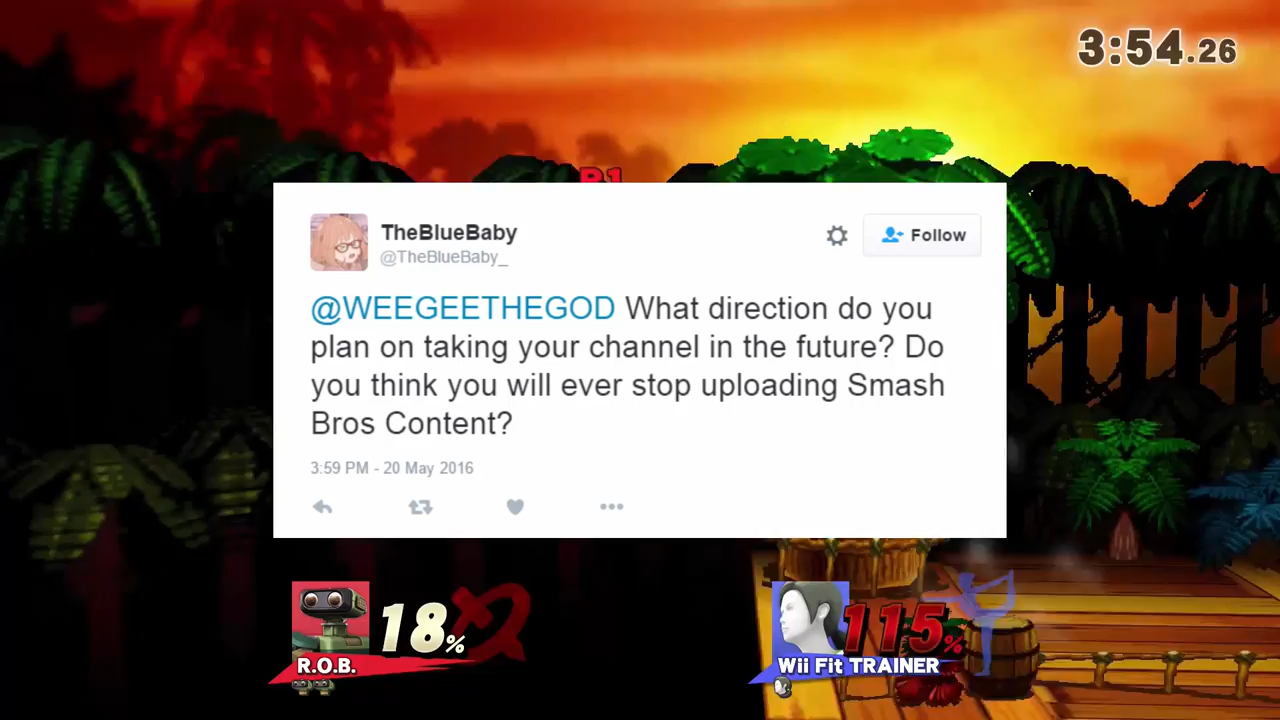 3:54.26
P1
TheBlueBaby
@TheBlueBaby_
Follow
@WEEGEETHEGOD What direction do you
plan on taking your channel in the future? Do
you think you will ever stop uploading Smash
Bros Content?
3:59 PM - 20 May 2016
18%
R.O.B.
115%
Wii Fit TRAINER